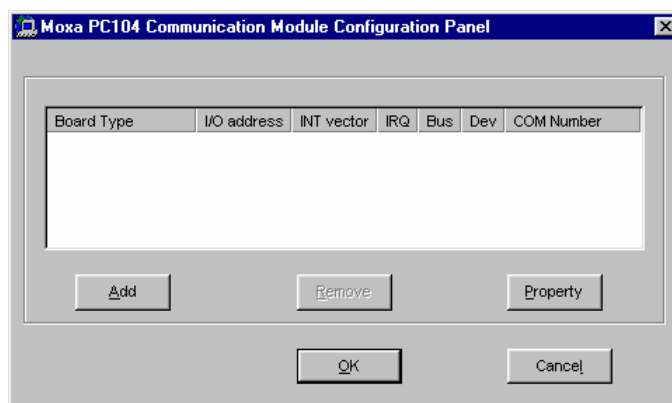 Moxa PC104 Communication Module Configuration Panel
Board Type I/O address INT vector IRQ Bus Dev COM Number
Add Remove Property
OK Cancel